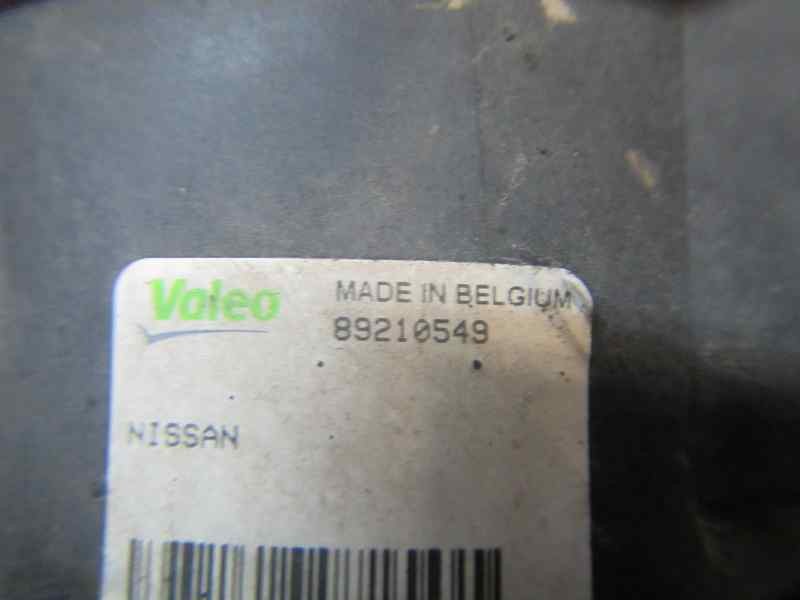 Valeo
MADE IN BELGIUM
89210549
NISSAN